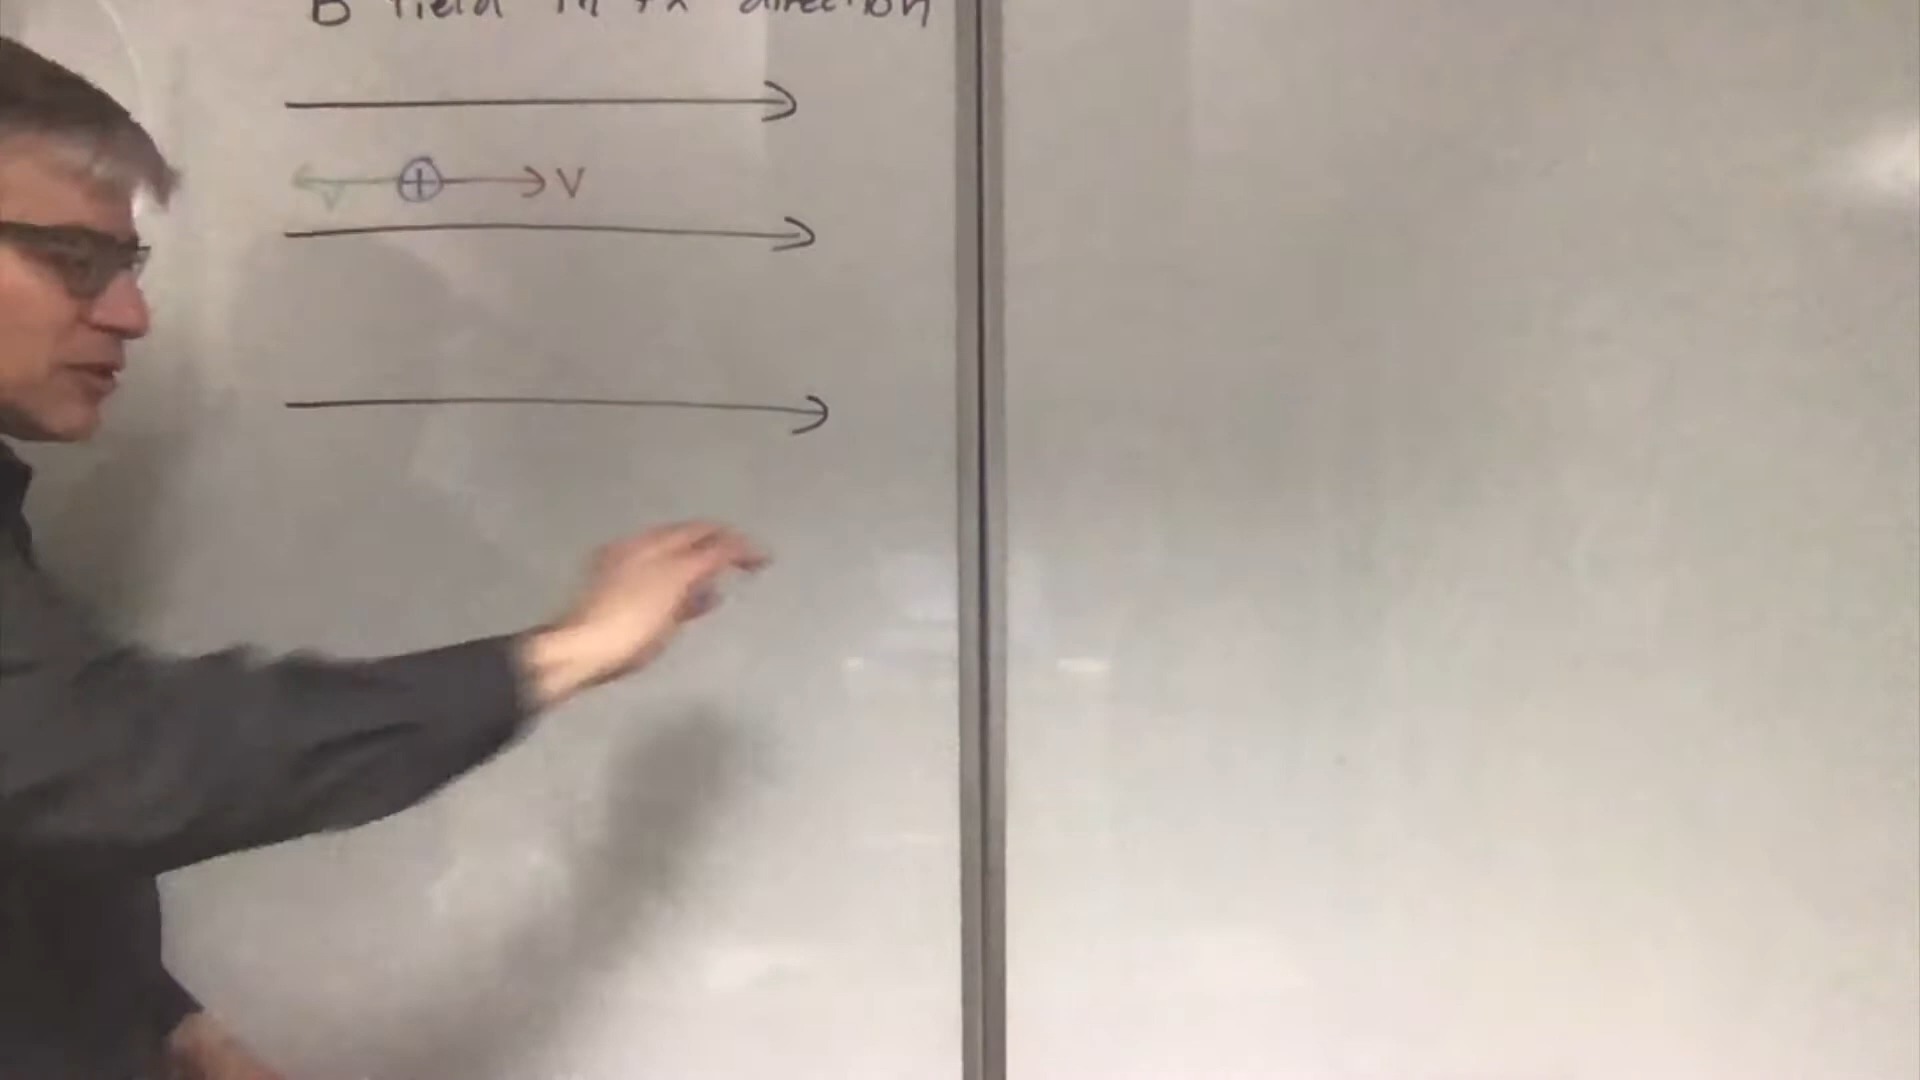 B field in +x direction
V + V